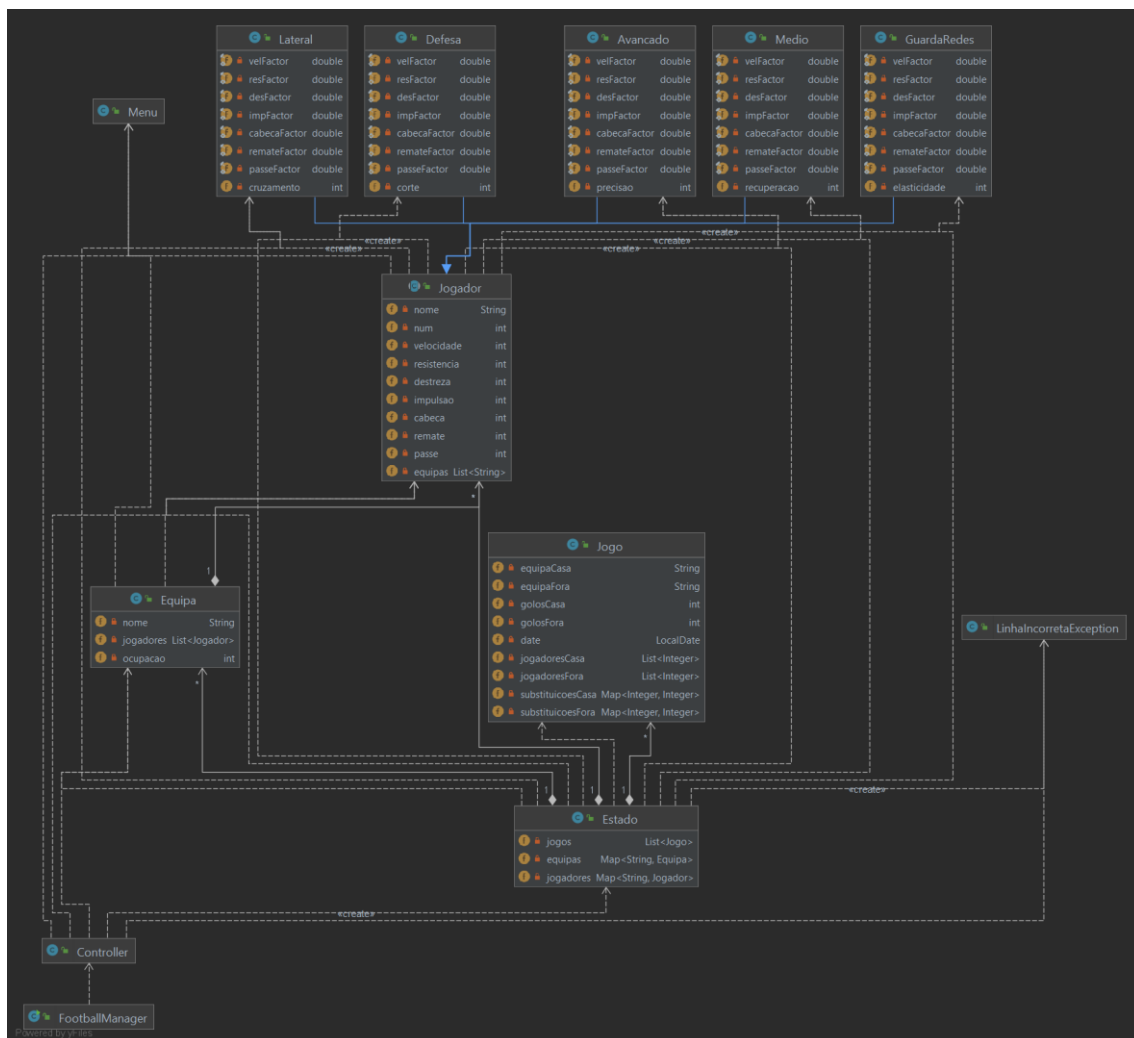 Lateral
velFactor double
resFactor double
desFactor double
impFactor double
cabecaFactor double
remateFactor double
passeFactor double
cruzamento int
Defesa
velFactor double
resFactor double
desFactor double
impFactor double
cabecaFactor double
remateFactor double
passeFactor double
corte int
Avancado
velFactor double
resFactor double
desFactor double
impFactor double
cabecaFactor double
remateFactor double
passeFactor double
precisao int
Medio
velFactor double
resFactor double
desFactor double
impFactor double
cabecaFactor double
remateFactor double
passeFactor double
recuperacao int
GuardaRedes
velFactor double
resFactor double
desFactor double
impFactor double
cabecaFactor double
remateFactor double
passeFactor double
elasticidade int
Menu
«create»
«create»
«create»
«create»
«create»
Jogador
nome String
num int
velocidade int
resistencia int
destreza int
impulsao int
cabeca int
remate int
passe int
equipas List<String>
*
1
Equipa
nome String
jogadores List<Jogador>
ocupacao int
*
Jogo
equipaCasa String
equipaFora String
golosCasa int
golosFora int
date LocalDate
jogadoresCasa List<Integer>
jogadoresFora List<Integer>
substituicoesCasa Map<Integer, Integer>
substituicoesFora Map<Integer, Integer>
*
LinhaIncorretaException
«create»
1
1
1
Estado
jogos List<Jogo>
equipas Map<String, Equipa>
jogadores Map<String, Jogador>
«create»
Controller
FootballManager
Powered by yFiles